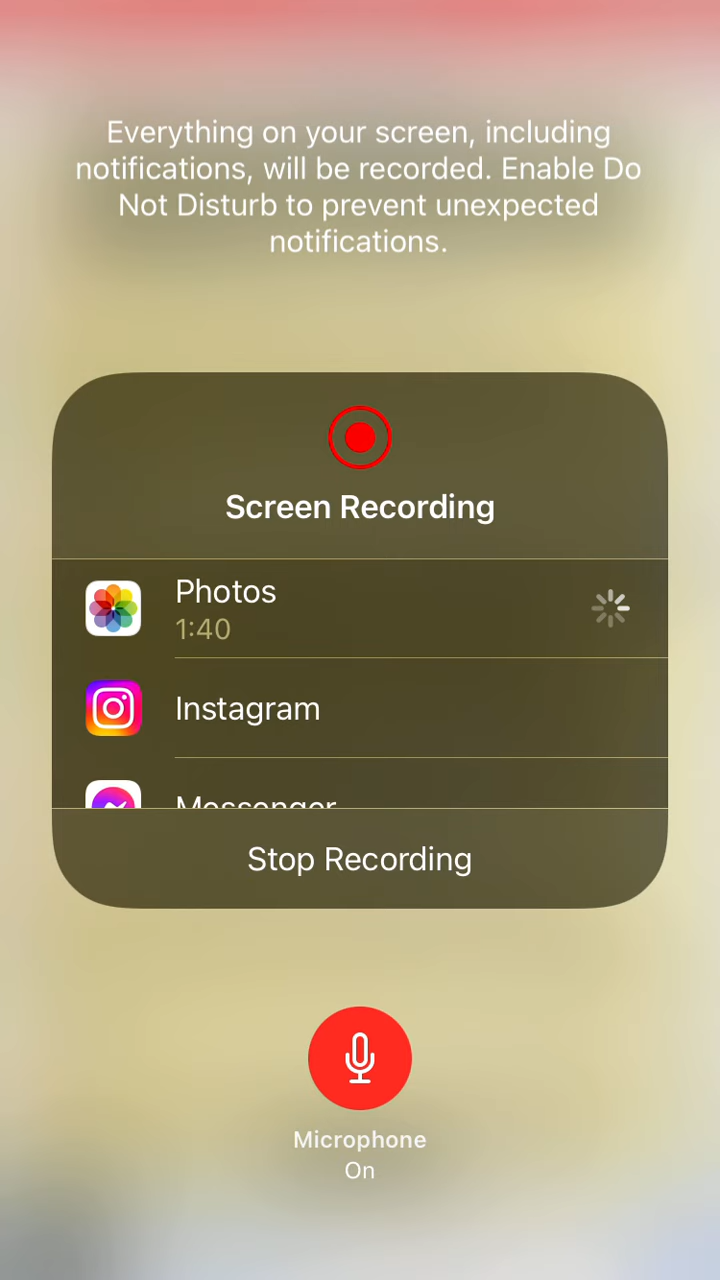 Everything on your screen, including
notifications, will be recorded. Enable Do
Not Disturb to prevent unexpected
notifications.
Screen Recording
Photos
1:40
Instagram
Messenger
Stop Recording
Microphone
On